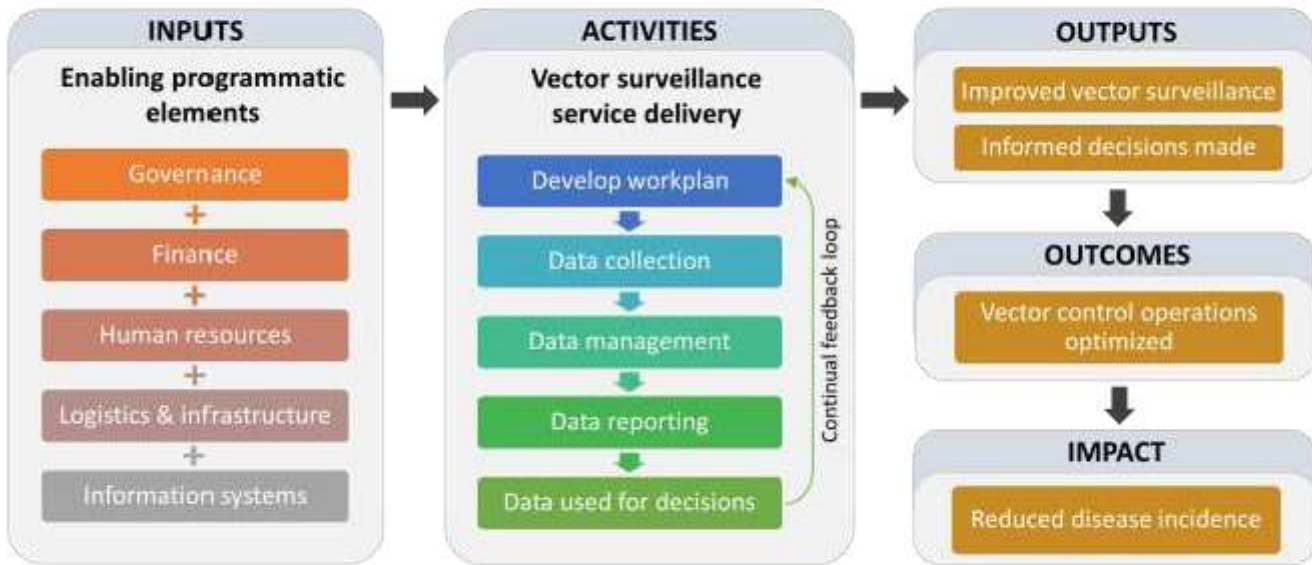 INPUTS
Enabling programmatic
elements
Governance
+
Finance
+
Human resources
+
Logistics & infrastructure
+
Information systems
ACTIVITIES
Vector surveillance
service delivery
Develop workplan
Data collection
Data management
Data reporting
Data used for decisions
Continual feedback loop
OUTPUTS
Improved vector surveillance
Informed decisions made
OUTCOMES
Vector control operations
optimized
IMPACT
Reduced disease incidence